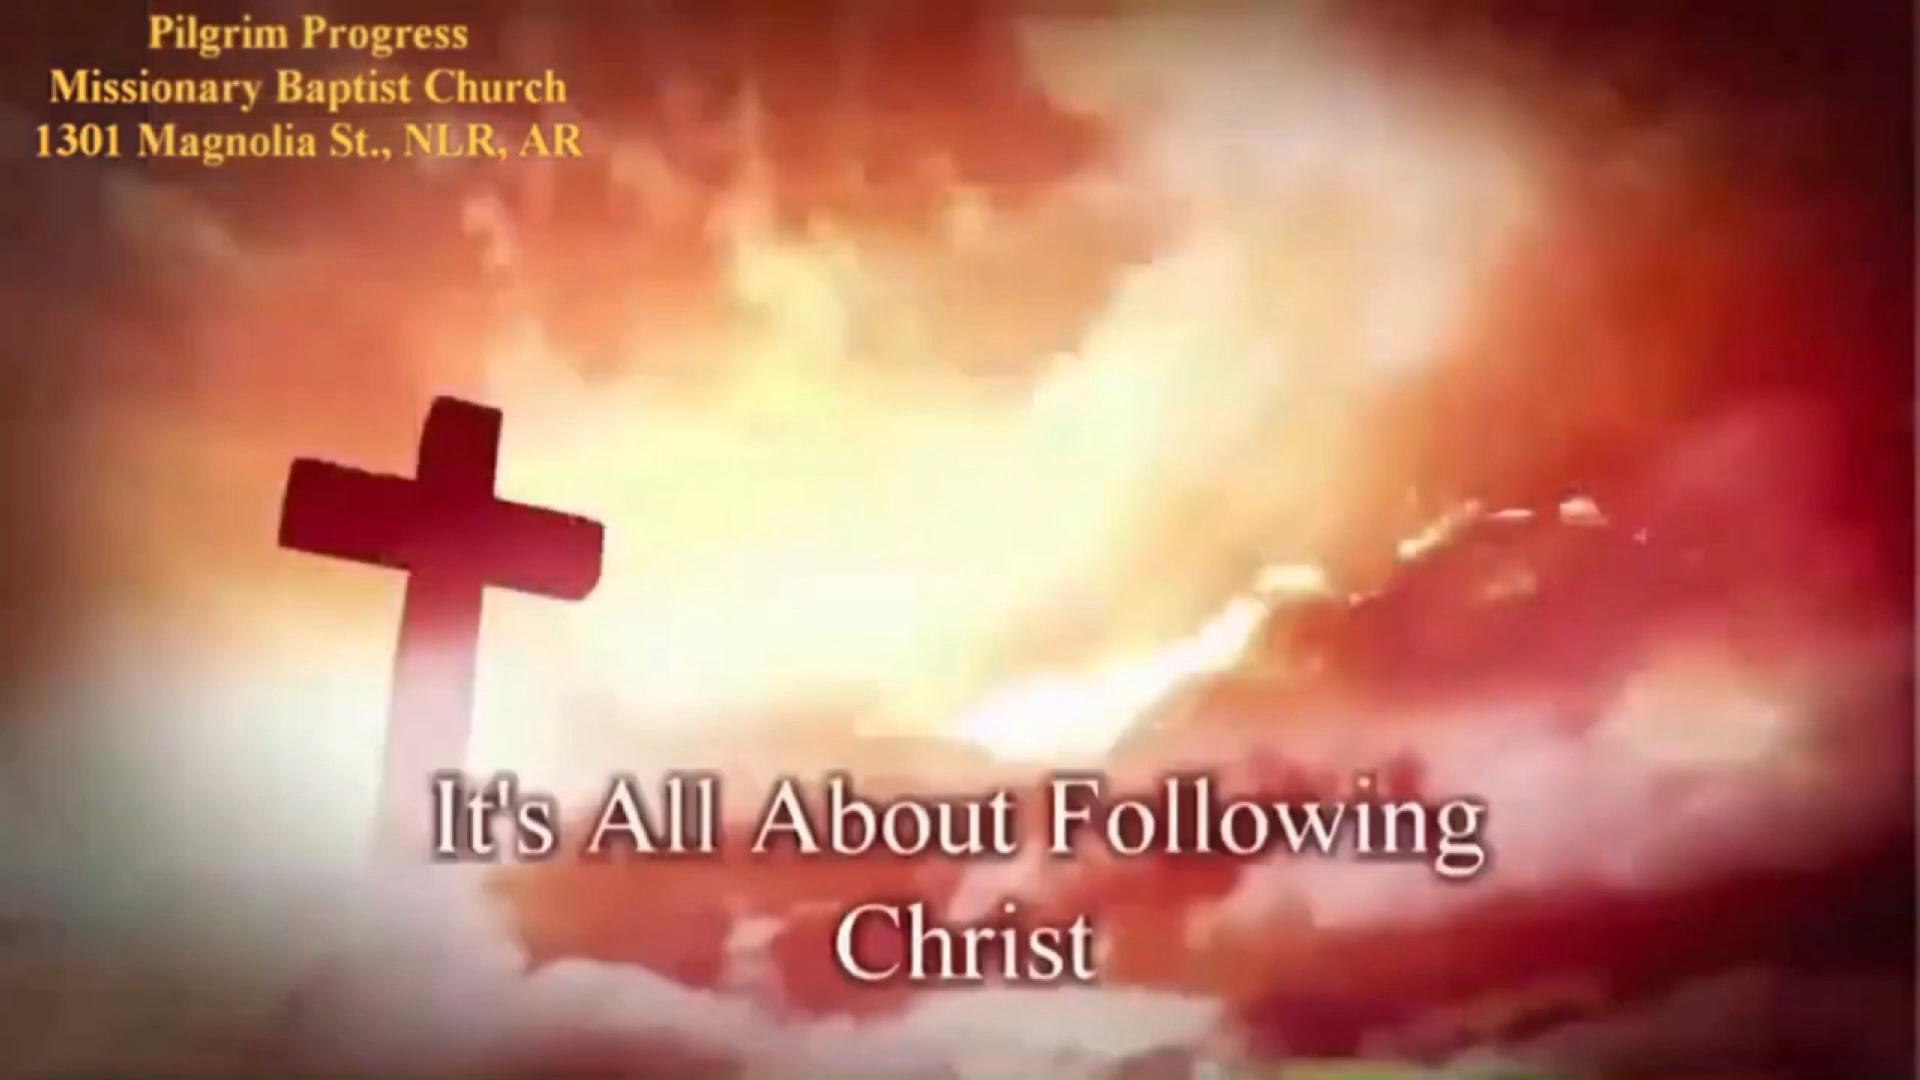 Pilgrim Progress
Missionary Baptist Church
1301 Magnolia St., NLR, AR
It's All About Following
Christ